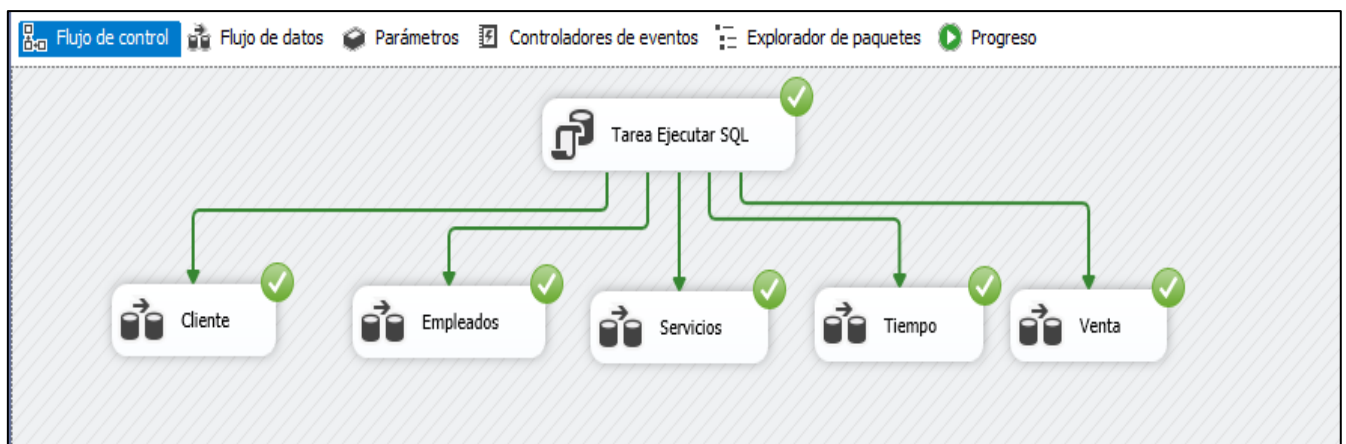 Flujo de control Flujo de datos Parámetros Controladores de eventos Explorador de paquetes Progreso
Tarea Ejecutar SQL
Cliente Empleados Servicios Tiempo Venta